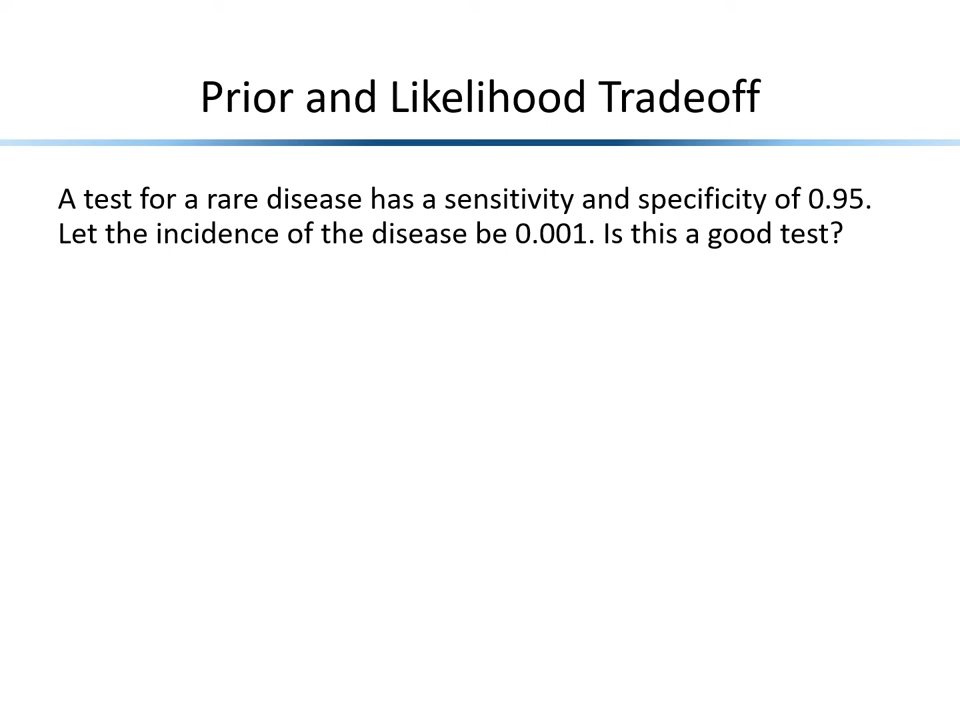 Prior and Likelihood Tradeoff
A test for a rare disease has a sensitivity and specificity of 0.95.
Let the incidence of the disease be 0.001. Is this a good test?